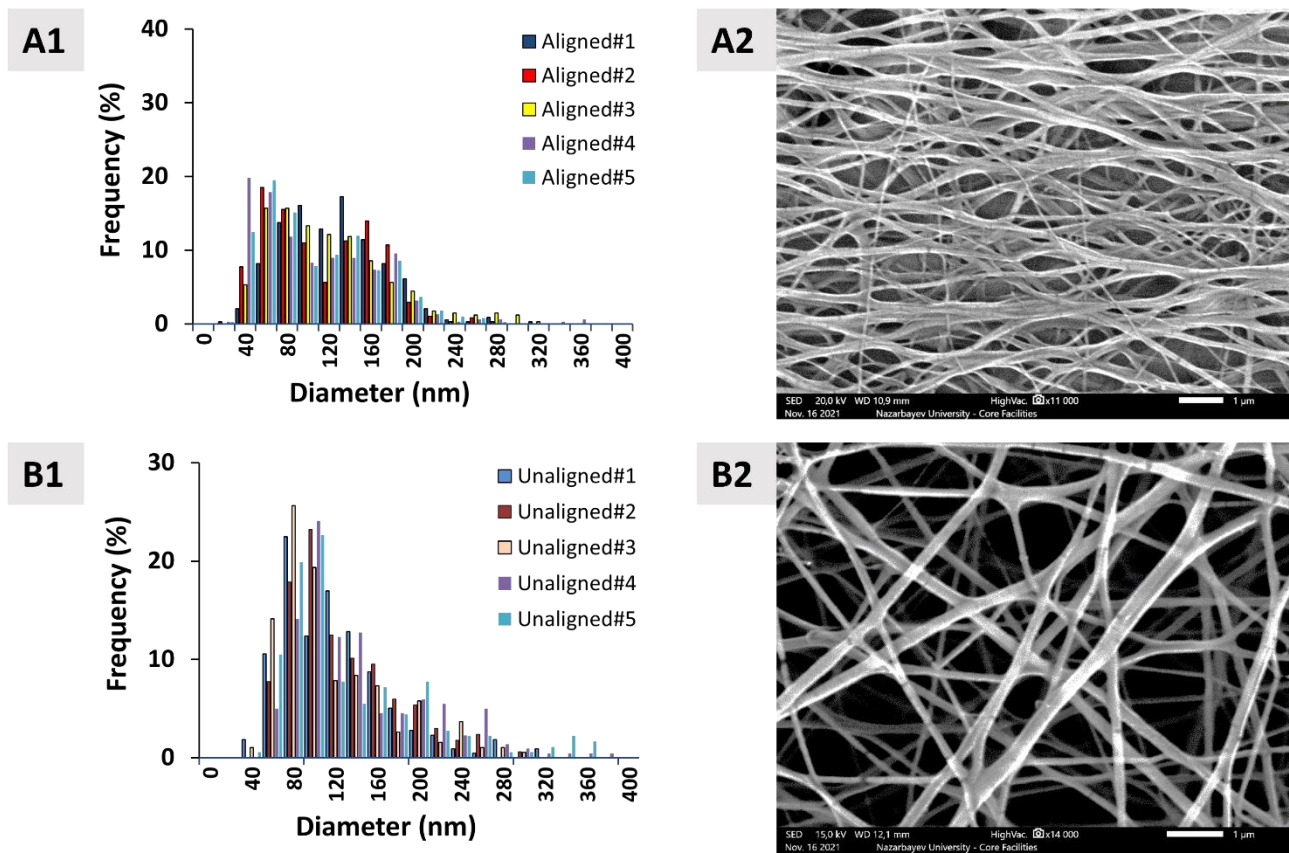 A1
40
30
20
10
0
Frequency (%)
Aligned#1
Aligned#2
Aligned#3
Aligned#4
Aligned#5
0 40 80 120 160 200 240 280 320 360 400
Diameter (nm)
A2
SED 20,0 kV WD 10,9 mm HighVac. x11 000 1 µm
Nov. 16 2021 Nazarbayev University - Core Facilities
B1
30
20
10
0
Frequency (%)
Unaligned#1
Unaligned#2
Unaligned#3
Unaligned#4
Unaligned#5
0 40 80 120 160 200 240 280 320 360 400
Diameter (nm)
B2
SED 15,0 kV WD 12,1 mm HighVac. x14 000 1 µm
Nov. 16 2021 Nazarbayev University - Core Facilities